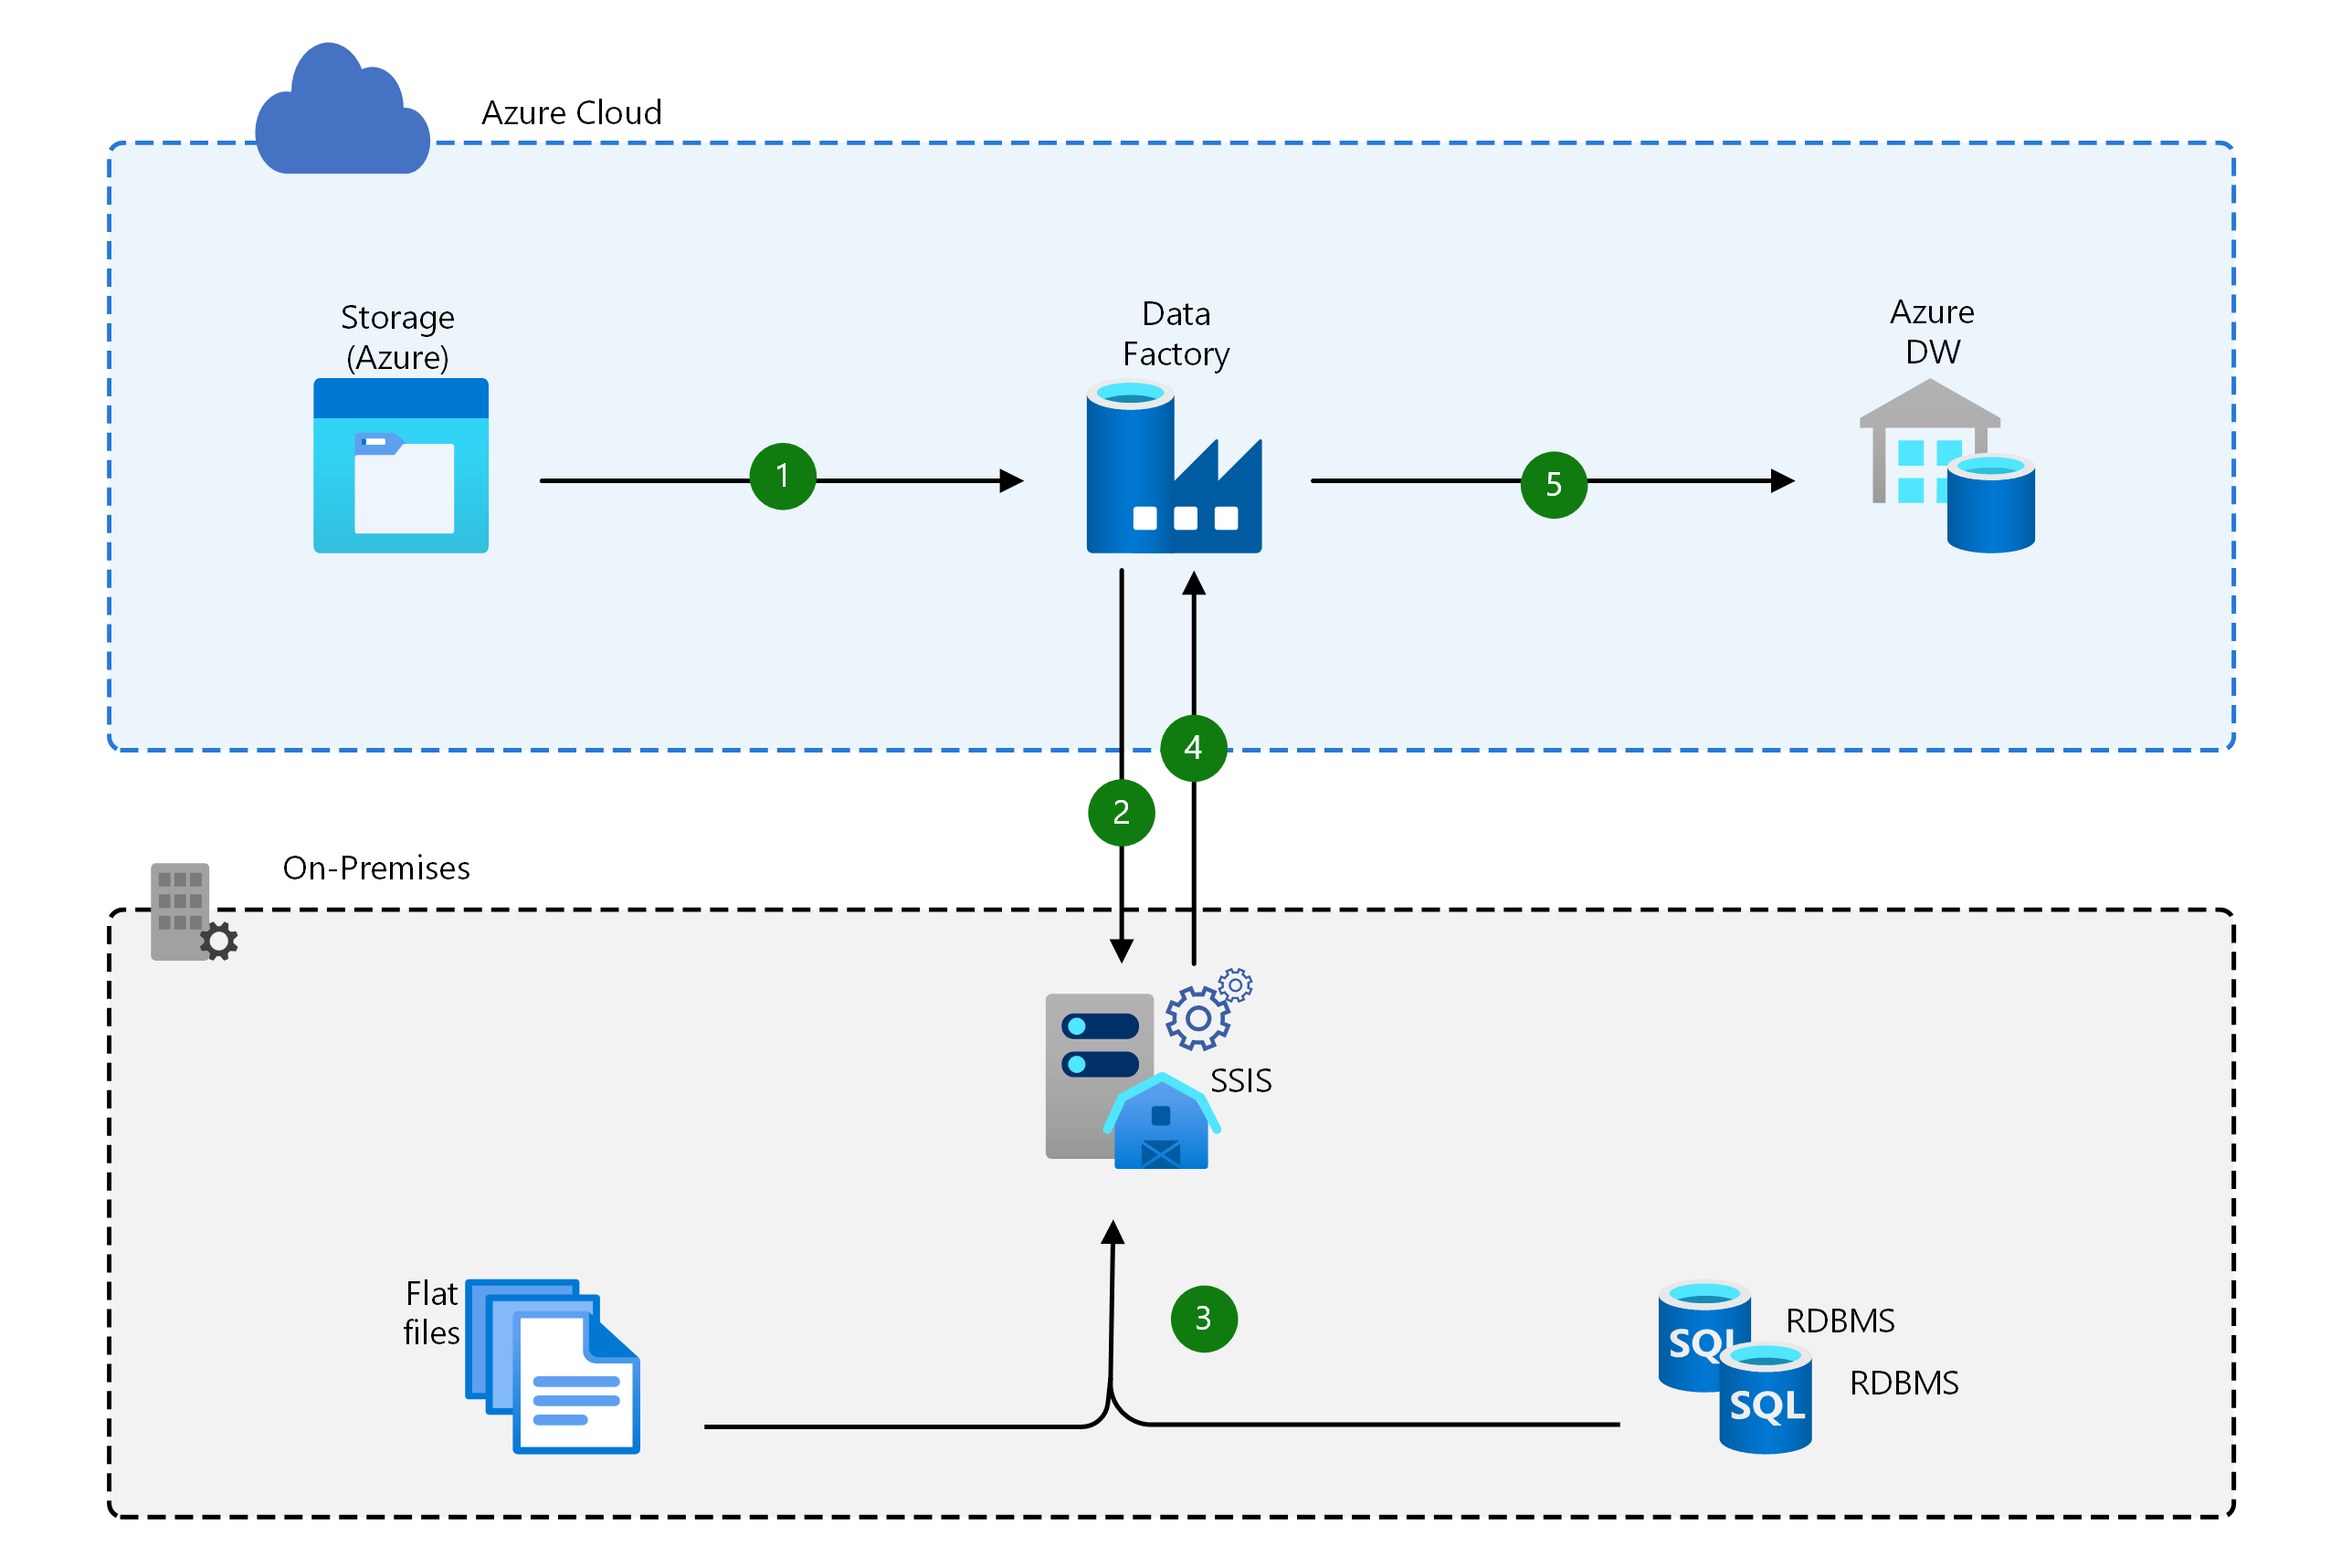 Azure Cloud
Storage
(Azure)
Data
Factory
Azure
DW
1
5
4
2
On-Premises
SSIS
Flat
files
3
SQL
RDBMS
SQL
RDBMS